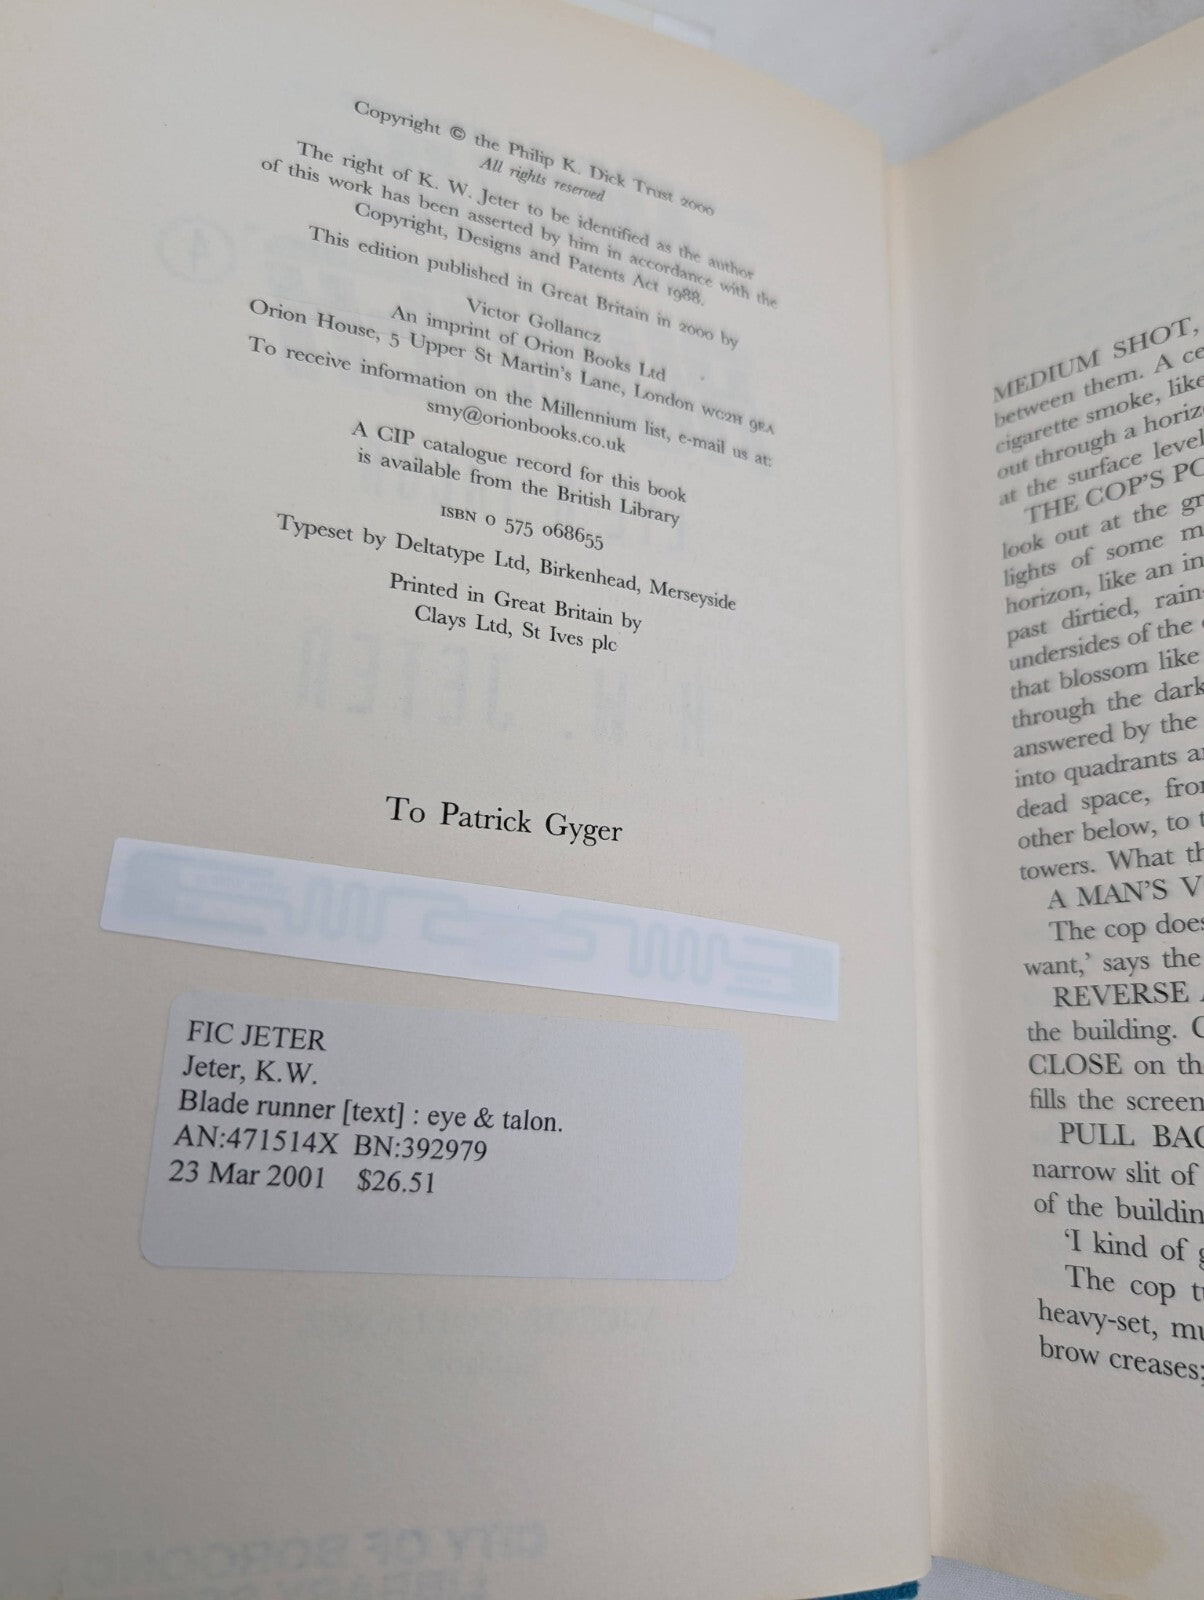 Copyright © the Philip K. Dick Trust 2000
All rights reserved
The right of K. W. Jeter to be identified as the author
of this work has been asserted by him in accordance with the
Copyright, Designs and Patents Act 1988.
This edition published in Great Britain in 2000 by
Victor Gollancz
An imprint of Orion Books Ltd
Orion House, 5 Upper St Martin's Lane, London WC2H 9EA
To receive information on the Millennium list, e-mail us at:
smy@orionbooks.co.uk
A CIP catalogue record for this book
is available from the British Library
ISBN 0 575 068655
Typeset by Deltatype Ltd, Birkenhead, Merseyside
Printed in Great Britain by
Clays Ltd, St Ives plc
To Patrick Gyger
FIC JETER
Jeter, K.W.
Blade runner [text] : eye & talon.
AN:471514X BN:392979
23 Mar 2001 $26.51
MEDIUM SHOT,
between them. A
cigarette smoke, like
out through a
at the surface level
THE COP'S
look out at the
lights of some
horizon, like an
past dirtied,
undersides of the
that blossom like
through the
answered by the
into quadrants
dead space,
other below, to
towers. What
A MAN'S
The cop
want,' says the
REVERSE
the building.
CLOSE on
fills the screen
PULL
narrow slit of
of the
'I kind of
The cop
heavy-set,
brow creases;